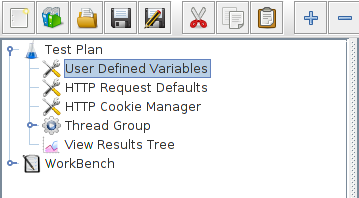 Test Plan
User Defined Variables
HTTP Request Defaults
HTTP Cookie Manager
Thread Group
View Results Tree
WorkBench